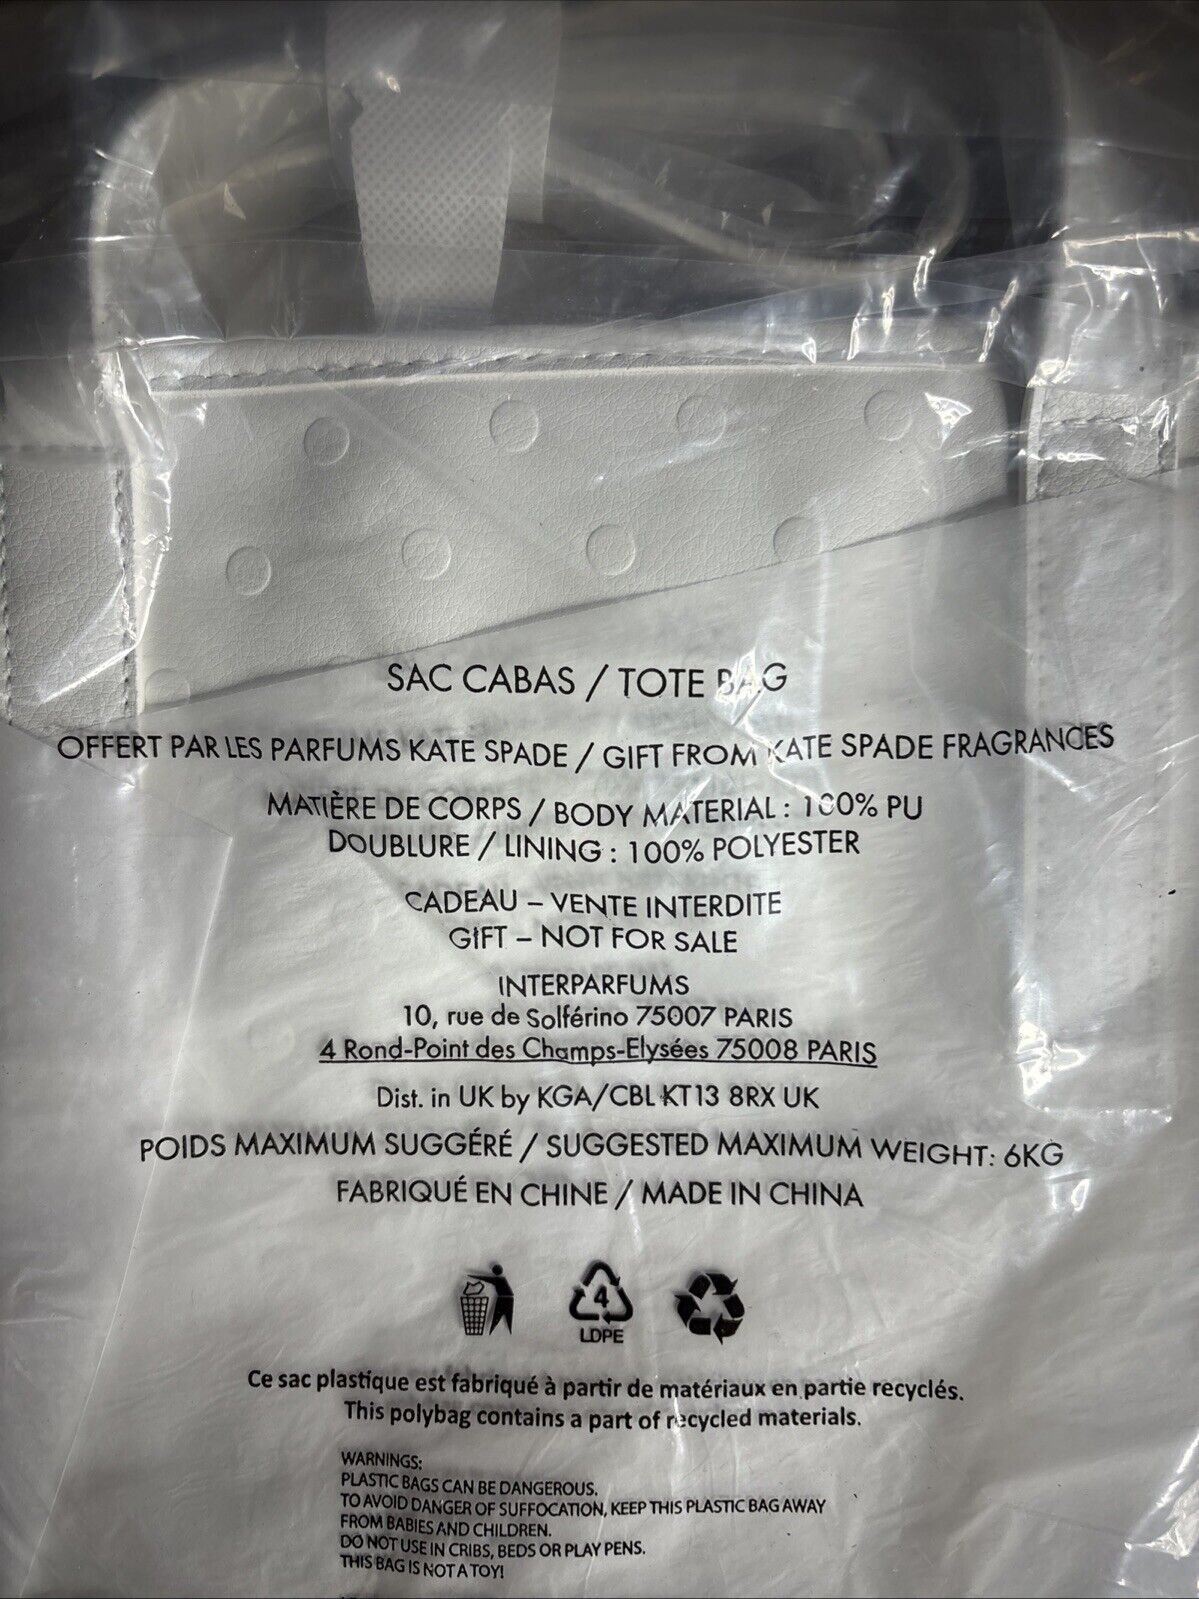 SAC CABAS / TOTE BAG
OFFERT PAR LES PARFUMS KATE SPADE / GIFT FROM KATE SPADE FRAGRANCES
MATIÈRE DE CORPS / BODY MATERIAL : 100% PU
DOUBLURE / LINING : 100% POLYESTER
CADEAU – VENTE INTERDITE
GIFT – NOT FOR SALE
INTERPARFUMS
10, rue de Solférino 75007 PARIS
4 Rond-Point des Champs-Elysées 75008 PARIS
Dist. in UK by KGA/CBL KT13 8RX UK
POIDS MAXIMUM SUGGÉRÉ / SUGGESTED MAXIMUM WEIGHT: 6KG
FABRIQUÉ EN CHINE / MADE IN CHINA
4
LDPE
Ce sac plastique est fabriqué à partir de matériaux en partie recyclés.
This polybag contains a part of recycled materials.
WARNINGS:
PLASTIC BAGS CAN BE DANGEROUS.
TO AVOID DANGER OF SUFFOCATION, KEEP THIS PLASTIC BAG AWAY
FROM BABIES AND CHILDREN.
DO NOT USE IN CRIBS, BEDS OR PLAY PENS.
THIS BAG IS NOT A TOY!